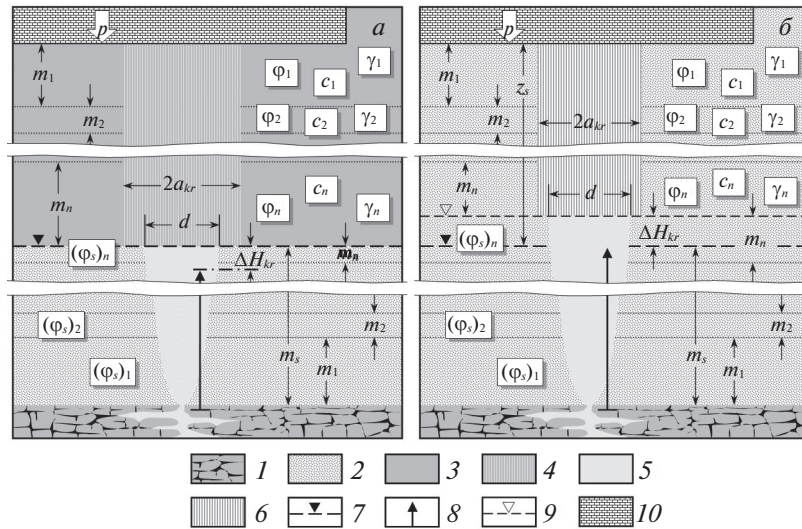 а
p
m₁
φ₁
c₁
γ₁
m₂
φ₂
c₂
γ₂
2aₖᵣ
mₙ
cₙ
φₙ
γₙ
d
(φₛ)ₙ
mₙ
ΔHₖᵣ
(φₛ)₂
m₂
mₛ
m₁
(φₛ)₁
б
p
m₁
zₛ
φ₁
c₁
γ₁
m₂
2aₖᵣ
φ₂
c₂
γ₂
mₙ
d
φₙ
cₙ
γₙ
(φₛ)ₙ
ΔHₖᵣ
mₙ
(φₛ)₂
m₂
mₛ
m₁
(φₛ)₁
1 2 3 4 5
6 7 8 9 10